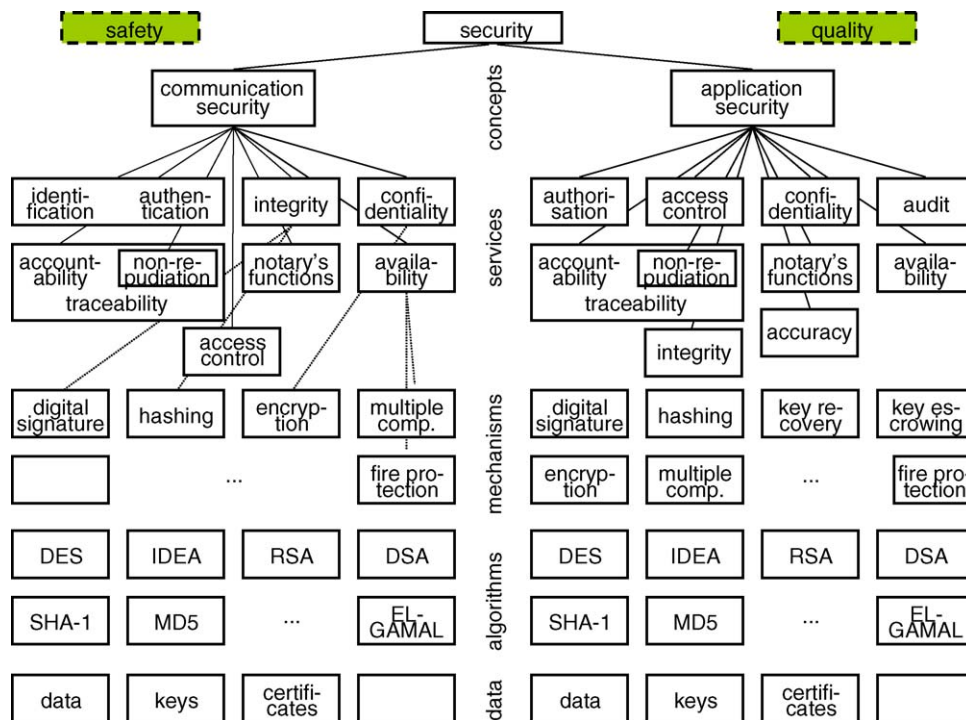 safety
security
quality
communication
security
concepts
application
security
identi-
fication
authen-
tication
integrity
confi-
dentiality
services
authori-
sation
access
control
confi-
dentiality
audit
account-
ability
non-re-
pudiation
traceability
notary's
functions
availa-
bility
account-
ability
non-re-
pudiation
traceability
notary's
functions
availa-
bility
access
control
integrity
accuracy
digital
signature
hashing
encryp-
tion
multiple
comp.
mechanisms
digital
signature
hashing
key re-
covery
key es-
crowing
...
fire pro-
tection
encryp-
tion
multiple
comp.
...
fire pro-
tection
DES
IDEA
RSA
DSA
algorithms
DES
IDEA
RSA
DSA
SHA-1
MD5
...
EL-
GAMAL
SHA-1
MD5
...
EL-
GAMAL
data
keys
certifi-
cates
data
data
keys
certifi-
cates